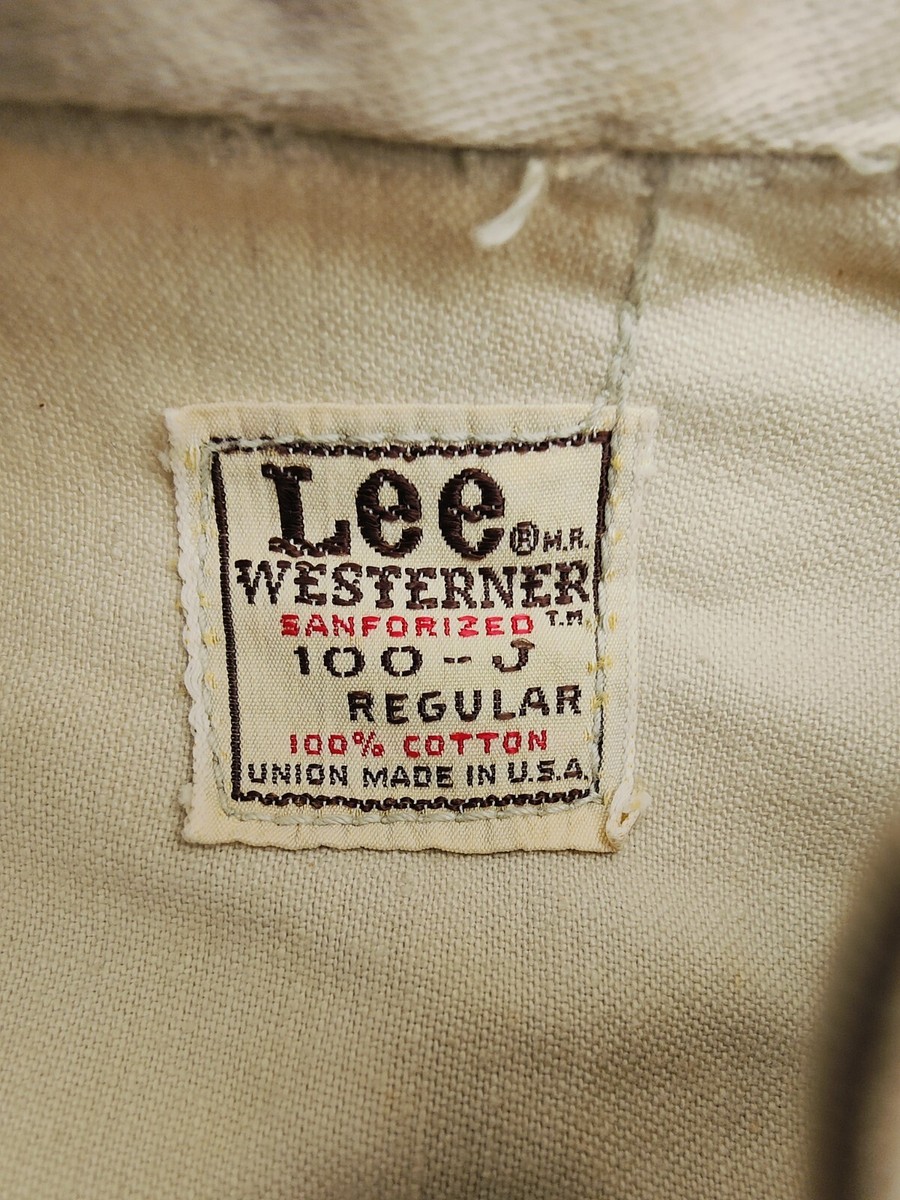 Lee ® M.R.
WESTERNER
SANFORIZED T.M.
100-J
REGULAR
100% COTTON
UNION MADE IN U.S.A.